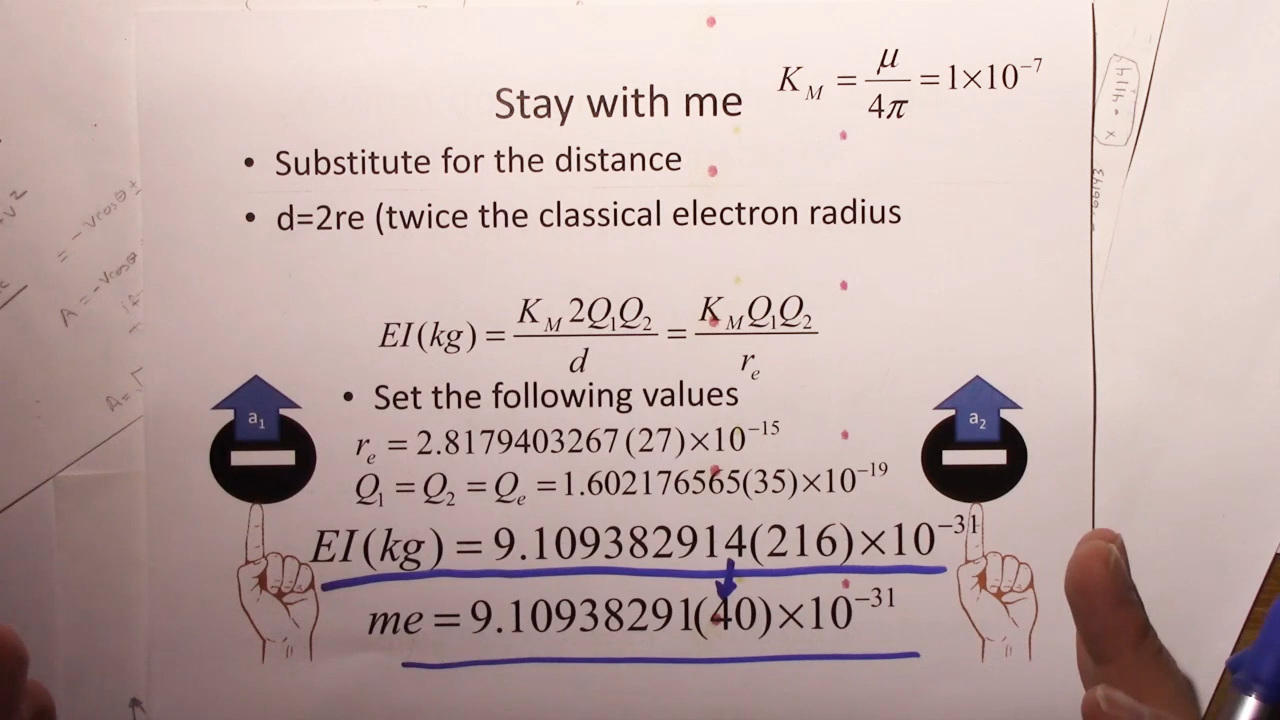 Stay with me
K_M = μ/4π = 1×10⁻⁷
• Substitute for the distance
• d=2re (twice the classical electron radius
EI(kg) = K_M 2Q₁Q₂/d = K_M Q₁Q₂/r_e
• Set the following values
a₁
a₂
r_e = 2.8179403267(27)×10⁻¹⁵
Q₁ = Q₂ = Q_e = 1.602176565(35)×10⁻¹⁹
EI(kg) = 9.109382914(216)×10⁻³¹
me = 9.10938291(40)×10⁻³¹
= -vcosθ ±
A = -vcosθ
A =